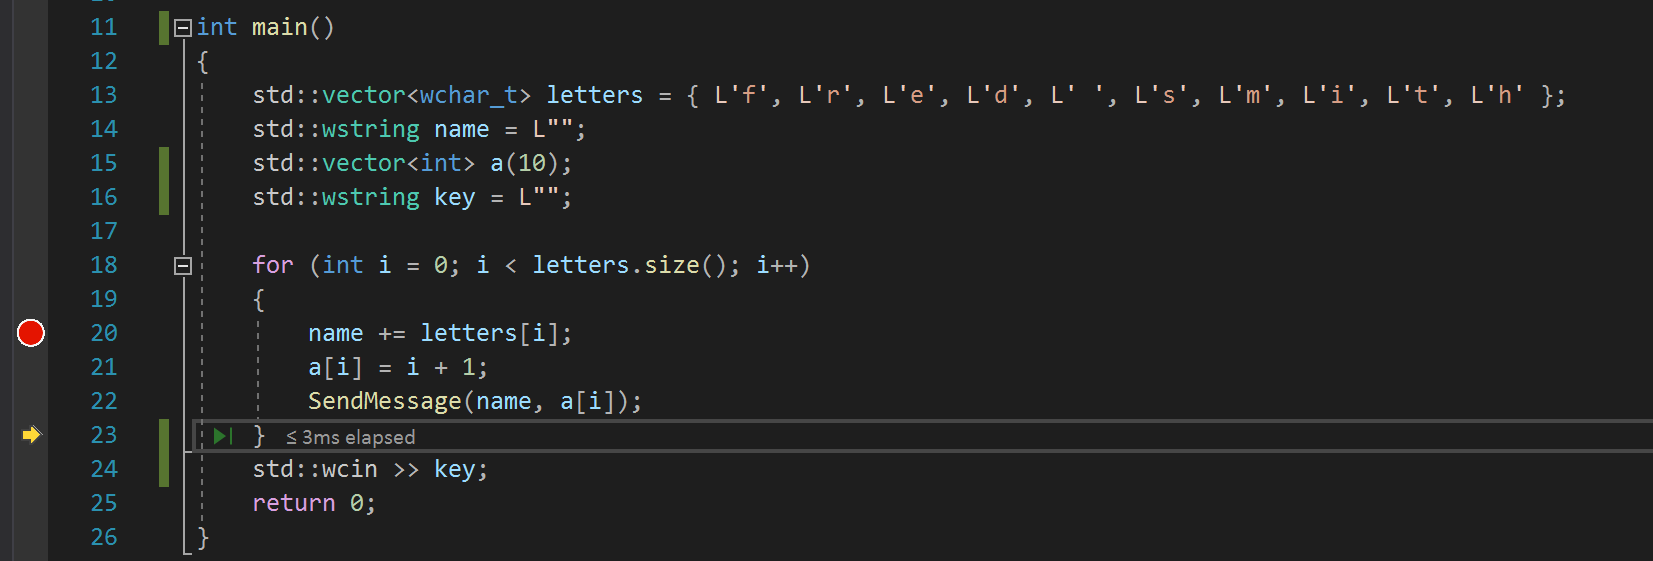 11 int main()
12 {
13 std::vector<wchar_t> letters = { L'f', L'r', L'e', L'd', L' ', L's', L'm', L'i', L't', L'h' };
14 std::wstring name = L"";
15 std::vector<int> a(10);
16 std::wstring key = L"";
17
18 for (int i = 0; i < letters.size(); i++)
19 {
20 name += letters[i];
21 a[i] = i + 1;
22 SendMessage(name, a[i]);
23 } ≤ 3ms elapsed
24 std::wcin >> key;
25 return 0;
26 }